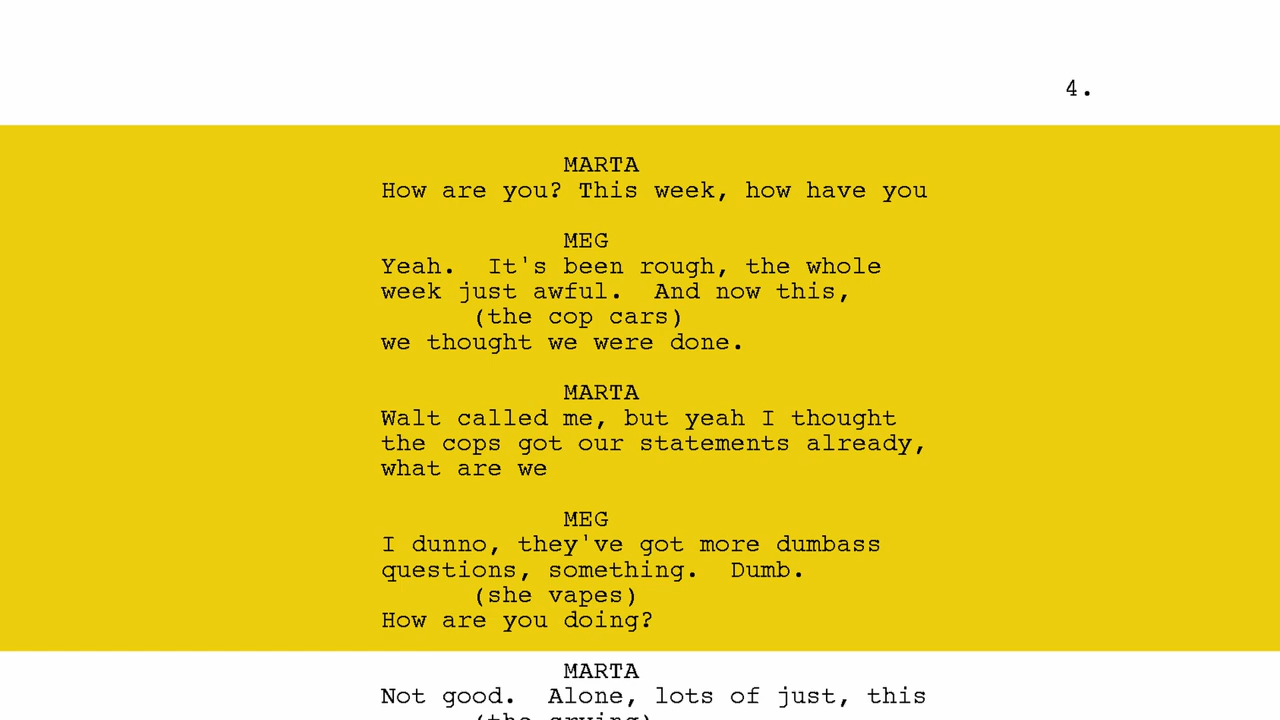 4.
MARTA
How are you? This week, how have you
MEG
Yeah.  It's been rough, the whole
week just awful.  And now this,
(the cop cars)
we thought we were done.
MARTA
Walt called me, but yeah I thought
the cops got our statements already,
what are we
MEG
I dunno, they've got more dumbass
questions, something.  Dumb.
(she vapes)
How are you doing?
MARTA
Not good.  Alone, lots of just, this
(the crying)